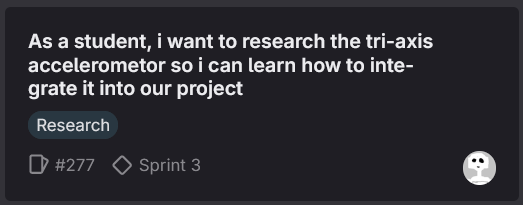 As a student, i want to research the tri-axis
accelerometor so i can learn how to inte-
grate it into our project
Research
#277 Sprint 3